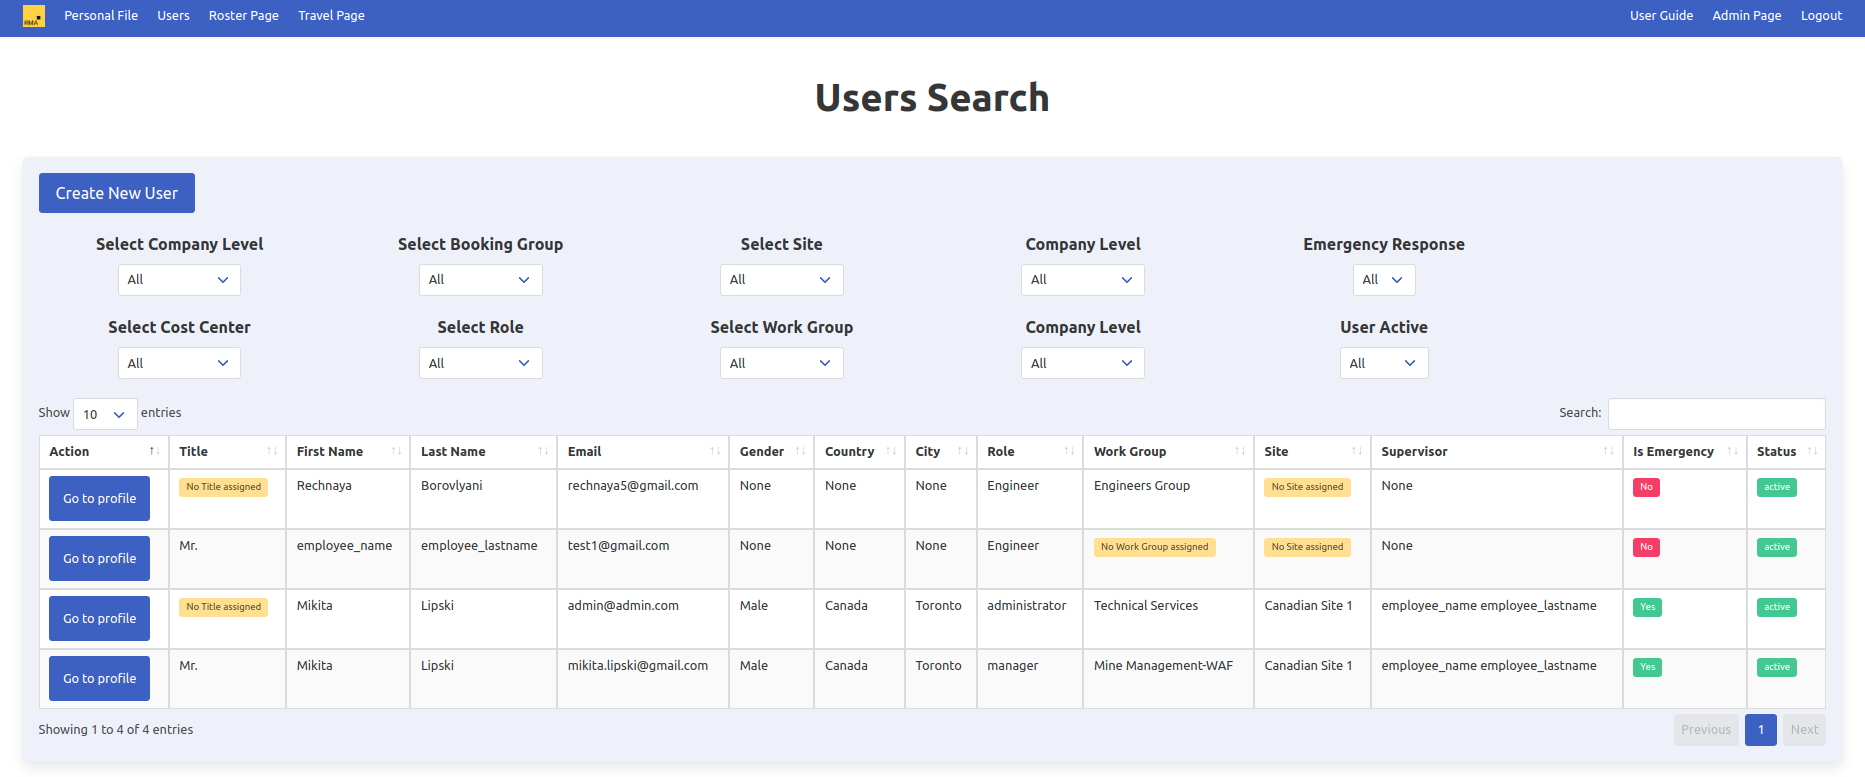 RMA Personal File Users Roster Page Travel Page User Guide Admin Page Logout
Users Search
Create New User
Select Company Level Select Booking Group Select Site Company Level Emergency Response
All All All All All
Select Cost Center Select Role Select Work Group Company Level User Active
All All All All All
Show 10 entries Search:
Action Title First Name Last Name Email Gender Country City Role Work Group Site Supervisor Is Emergency Status
Go to profile No Title assigned Rechnaya Borovlyani rechnaya5@gmail.com None None None Engineer Engineers Group No Site assigned None No active
Go to profile Mr. employee_name employee_lastname test1@gmail.com None None None Engineer No Work Group assigned No Site assigned None No active
Go to profile No Title assigned Mikita Lipski admin@admin.com Male Canada Toronto administrator Technical Services Canadian Site 1 employee_name employee_lastname Yes active
Go to profile Mr. Mikita Lipski mikita.lipski@gmail.com Male Canada Toronto manager Mine Management-WAF Canadian Site 1 employee_name employee_lastname Yes active
Showing 1 to 4 of 4 entries Previous 1 Next